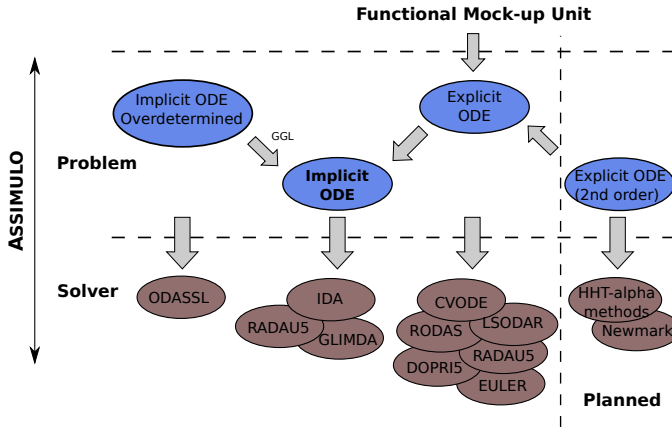 Functional Mock-up Unit
Implicit ODE
Overdetermined
Explicit
ODE
GGL
Problem
Implicit
ODE
Explicit ODE
(2nd order)
ASSIMULO
Solver
ODASSL
IDA
RADAU5
GLIMDA
CVODE
LSODAR
RODAS
RADAU5
DOPRI5
EULER
HHT-alpha
methods
Newmark
Planned